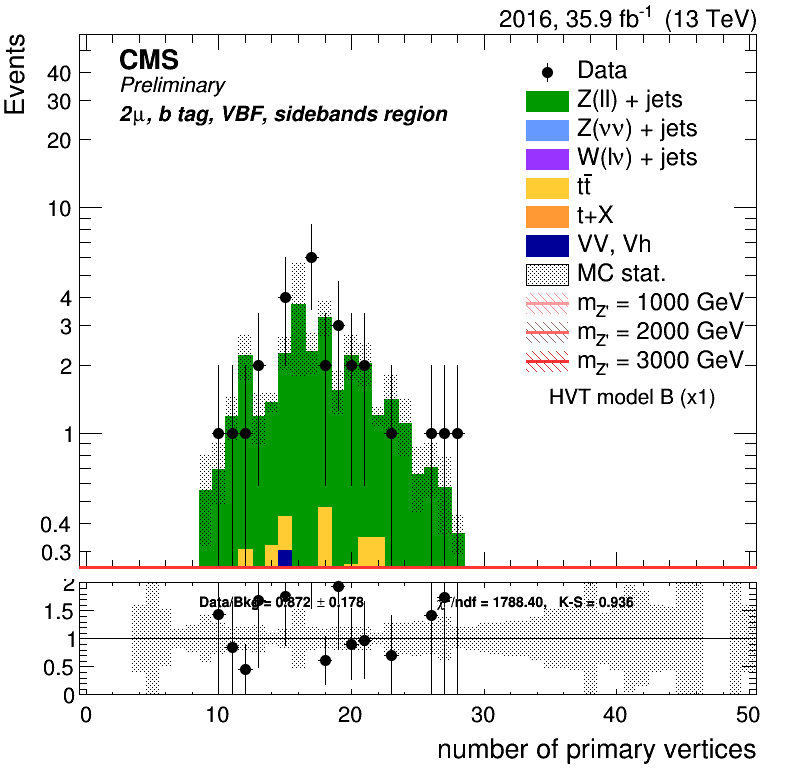 2016, 35.9 fb⁻¹ (13 TeV)
Events
CMS
Preliminary
2μ, b tag, VBF, sidebands region
Data
Z(ll) + jets
Z(νν) + jets
W(lν) + jets
tt̄
t+X
VV, Vh
MC stat.
m_Z' = 1000 GeV
m_Z' = 2000 GeV
m_Z' = 3000 GeV
HVT model B (x1)
40
30
20
10
4
3
2
1
0.4
0.3
Data/Bkg = 0.872 ± 0.178
χ²/ndf = 1788.40, K-S = 0.936
2
1.5
1
0.5
0
0 10 20 30 40 50
number of primary vertices